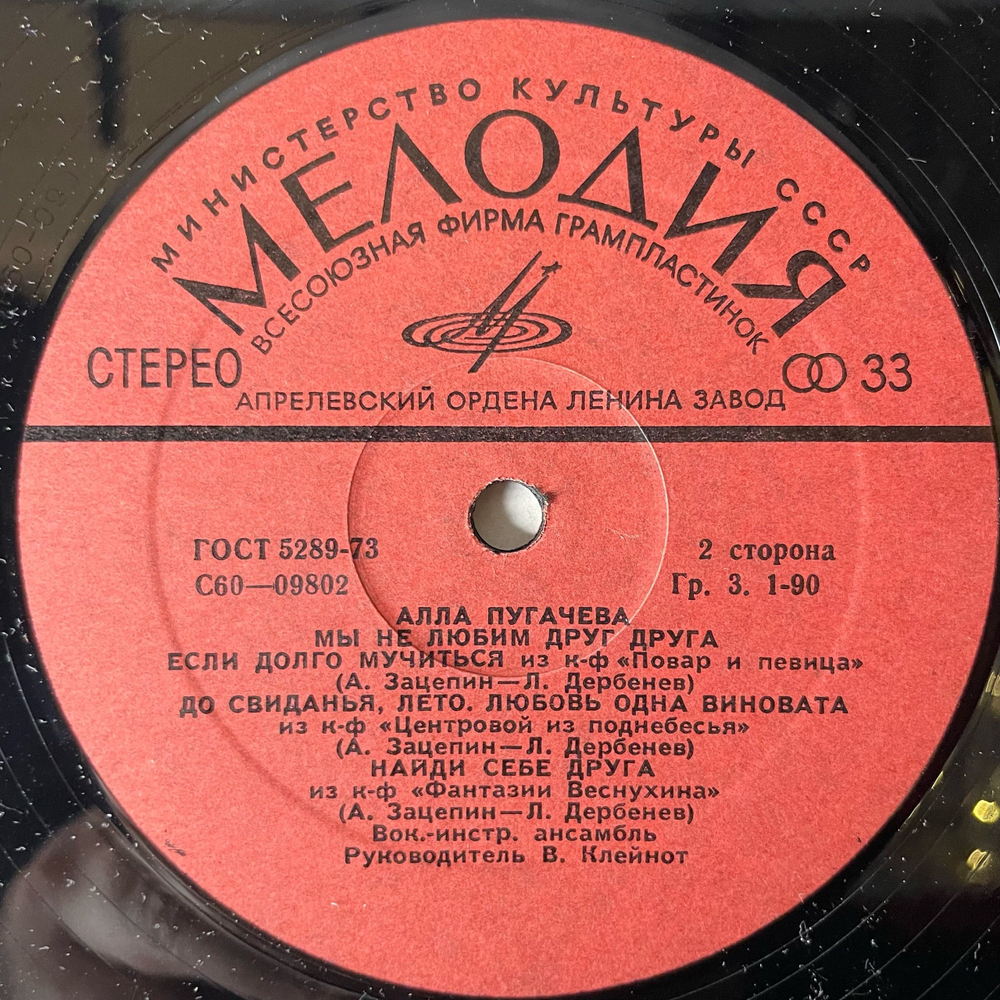 МИНИСТЕРСТВО КУЛЬТУРЫ СССР
МЕЛОДИЯ
ВСЕСОЮЗНАЯ ФИРМА ГРАМПЛАСТИНОК
СТЕРЕО 33
АПРЕЛЕВСКИЙ ОРДЕНА ЛЕНИНА ЗАВОД
ГОСТ 5289-73 2 сторона
С60—09802 Гр. 3. 1-90
АЛЛА ПУГАЧЕВА
МЫ НЕ ЛЮБИМ ДРУГ ДРУГА
ЕСЛИ ДОЛГО МУЧИТЬСЯ из к-ф «Повар и певица»
(А. Зацепин—Л. Дербенев)
ДО СВИДАНЬЯ, ЛЕТО. ЛЮБОВЬ ОДНА ВИНОВАТА
из к-ф «Центровой из поднебесья»
(А. Зацепин—Л. Дербенев)
НАЙДИ СЕБЕ ДРУГА
из к-ф «Фантазии Веснухина»
(А. Зацепин—Л. Дербенев)
Вок.-инстр. ансамбль
Руководитель В. Клейнот